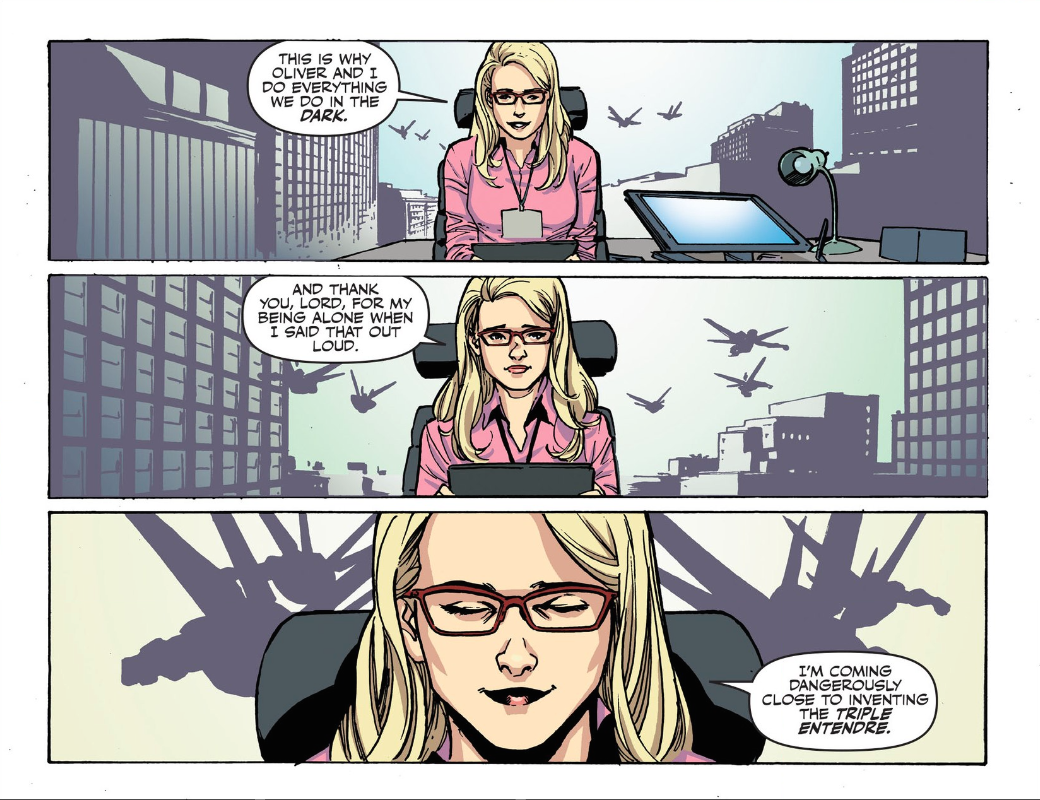 THIS IS WHY
OLIVER AND I
DO EVERYTHING
WE DO IN THE
DARK.
AND THANK
YOU, LORD, FOR MY
BEING ALONE WHEN
I SAID THAT OUT
LOUD.
I'M COMING
DANGEROUSLY
CLOSE TO INVENTING
THE TRIPLE
ENTENDRE.